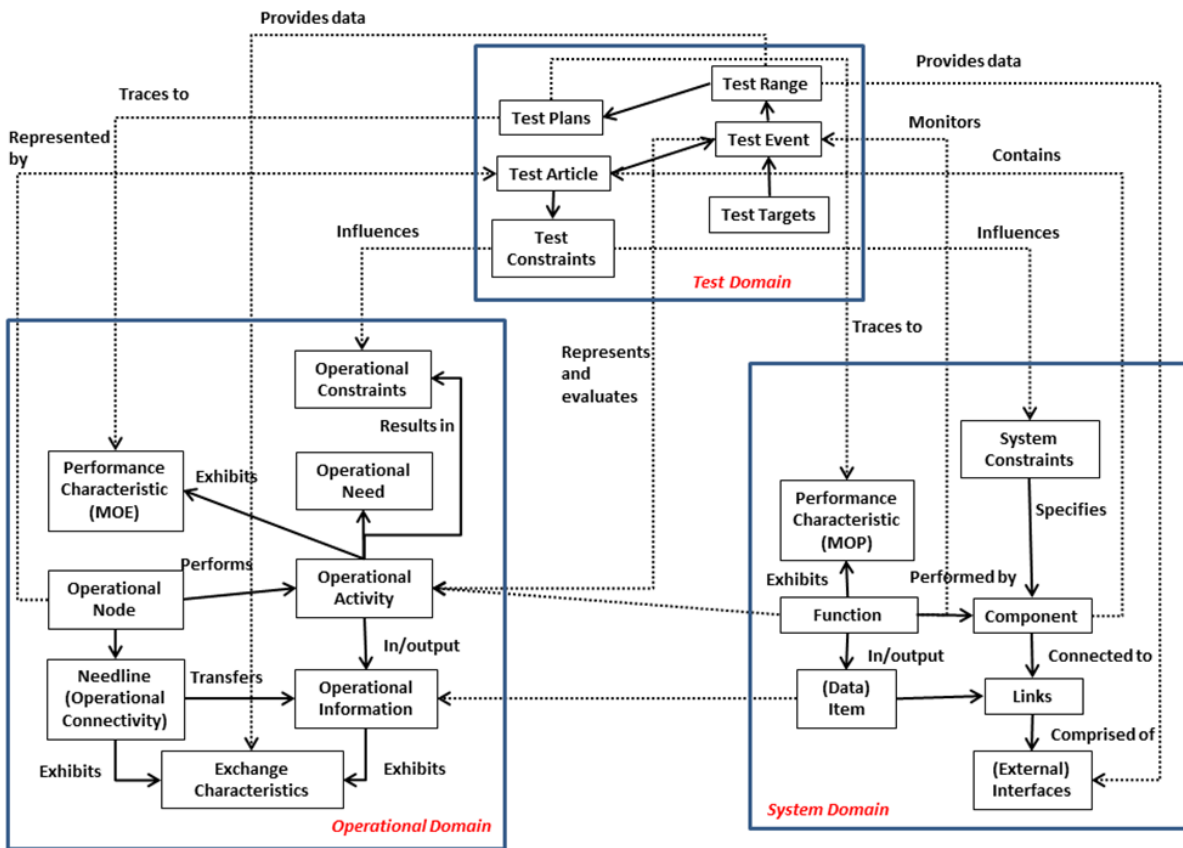 Provides data
Test Range
Provides data
Traces to
Test Plans
Represented
by
Test Event
Monitors
Test Article
Contains
Test Targets
Influences
Test
Constraints
Influences
Test Domain
Traces to
Operational
Constraints
Represents
and
evaluates
Results in
Performance
Characteristic
(MOE)
Exhibits
Operational
Need
System
Constraints
Performance
Characteristic
(MOP)
Specifies
Performs
Operational
Node
Operational
Activity
Exhibits
Performed by
Function
Component
In/output
In/output
Connected to
Needline
(Operational
Connectivity)
Transfers
Operational
Information
(Data)
Item
Links
Comprised of
Exhibits
Exchange
Characteristics
Exhibits
(External)
Interfaces
Operational Domain
System Domain